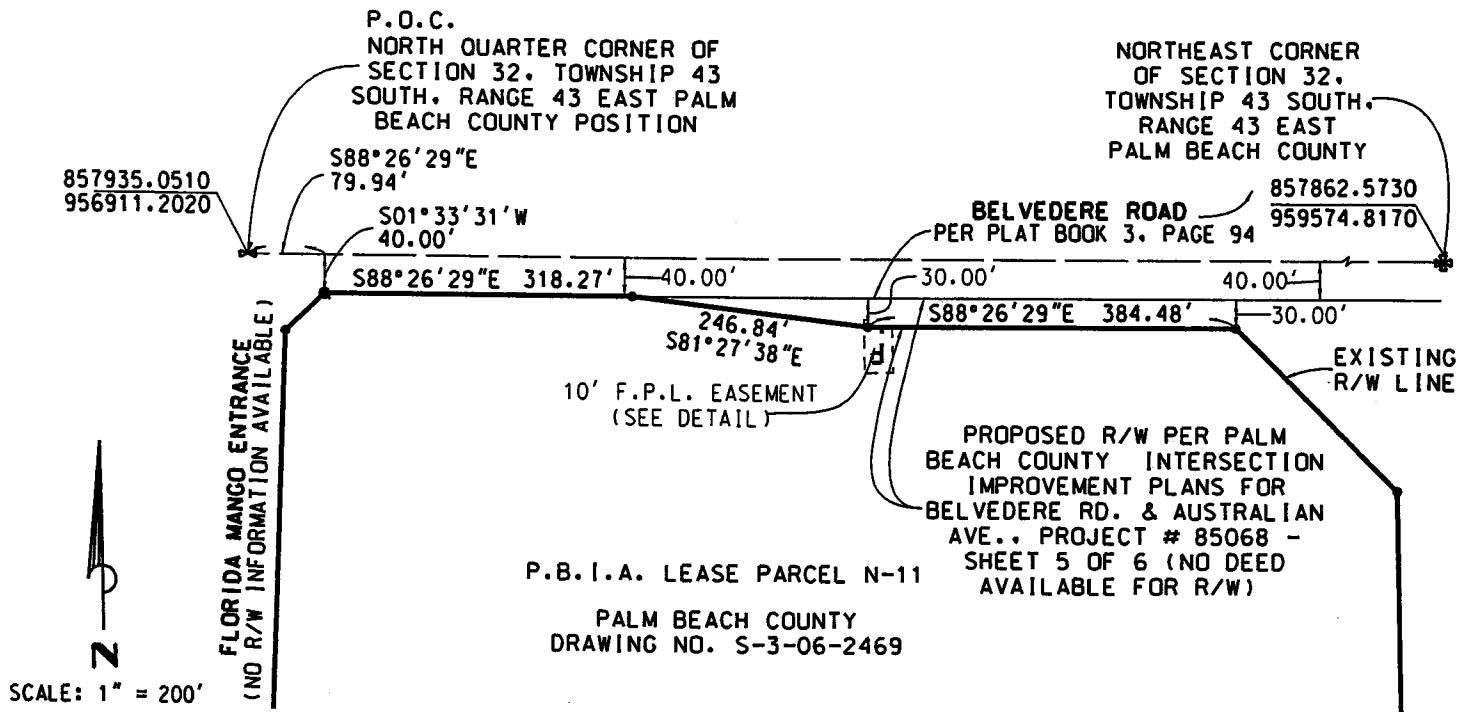 P.O.C.
NORTH QUARTER CORNER OF
SECTION 32, TOWNSHIP 43
SOUTH, RANGE 43 EAST PALM
BEACH COUNTY POSITION
NORTHEAST CORNER
OF SECTION 32,
TOWNSHIP 43 SOUTH,
RANGE 43 EAST
PALM BEACH COUNTY
857935.0510
956911.2020
S88°26'29"E
79.94'
S01°33'31'W
40.00'
BELVEDERE ROAD
PER PLAT BOOK 3, PAGE 94
857862.5730
959574.8170
S88°26'29"E 318.27'
40.00'
30.00'
40.00'
246.84'
S81°27'38"E
S88°26'29"E 384.48'
30.00'
EXISTING
R/W LINE
10' F.P.L. EASEMENT
(SEE DETAIL)
PROPOSED R/W PER PALM
BEACH COUNTY INTERSECTION
IMPROVEMENT PLANS FOR
BELVEDERE RD. & AUSTRALIAN
AVE., PROJECT # 85068 -
SHEET 5 OF 6 (NO DEED
AVAILABLE FOR R/W)
FLORIDA MANGO ENTRANCE
(NO R/W INFORMATION AVAILABLE)
P.B.I.A. LEASE PARCEL N-11
PALM BEACH COUNTY
DRAWING NO. S-3-06-2469
N
SCALE: 1" = 200'